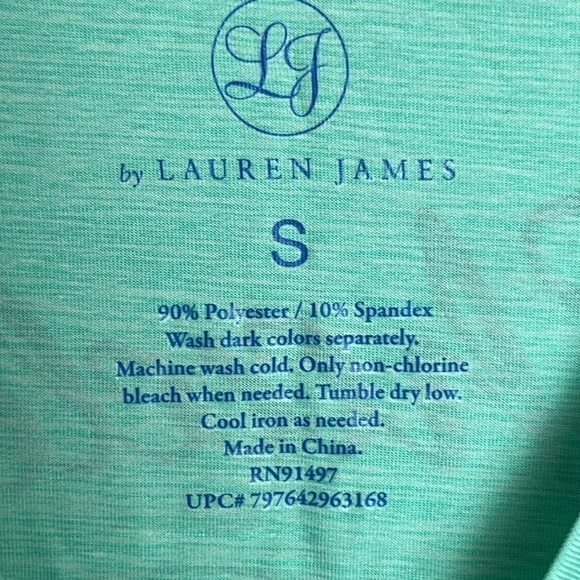 LJ
by LAUREN JAMES
S
90% Polyester / 10% Spandex
Wash dark colors separately.
Machine wash cold. Only non-chlorine
bleach when needed. Tumble dry low.
Cool iron as needed.
Made in China.
RN91497
UPC# 797642963168